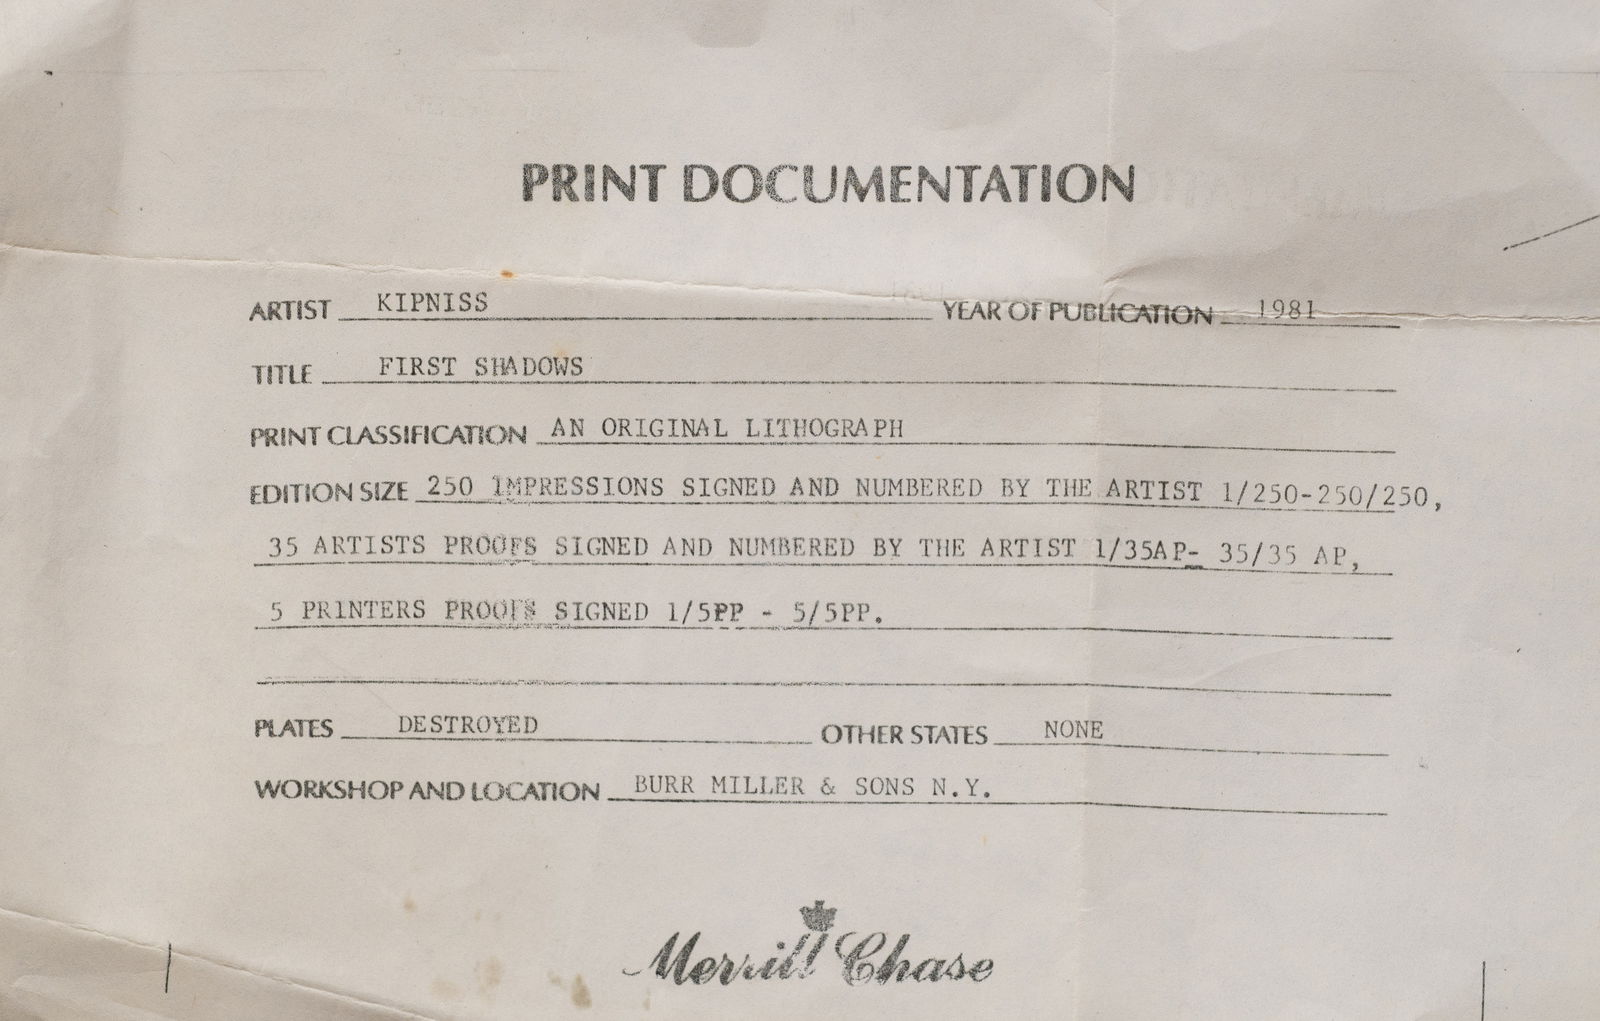 PRINT DOCUMENTATION
ARTIST KIPNISS YEAR OF PUBLICATION 1981
TITLE FIRST SHADOWS
PRINT CLASSIFICATION AN ORIGINAL LITHOGRAPH
EDITION SIZE 250 IMPRESSIONS SIGNED AND NUMBERED BY THE ARTIST 1/250-250/250,
35 ARTISTS PROOFS SIGNED AND NUMBERED BY THE ARTIST 1/35AP- 35/35 AP,
5 PRINTERS PROOFS SIGNED 1/5PP - 5/5PP.
PLATES DESTROYED OTHER STATES NONE
WORKSHOP AND LOCATION BURR MILLER & SONS N.Y.
Merrill Chase